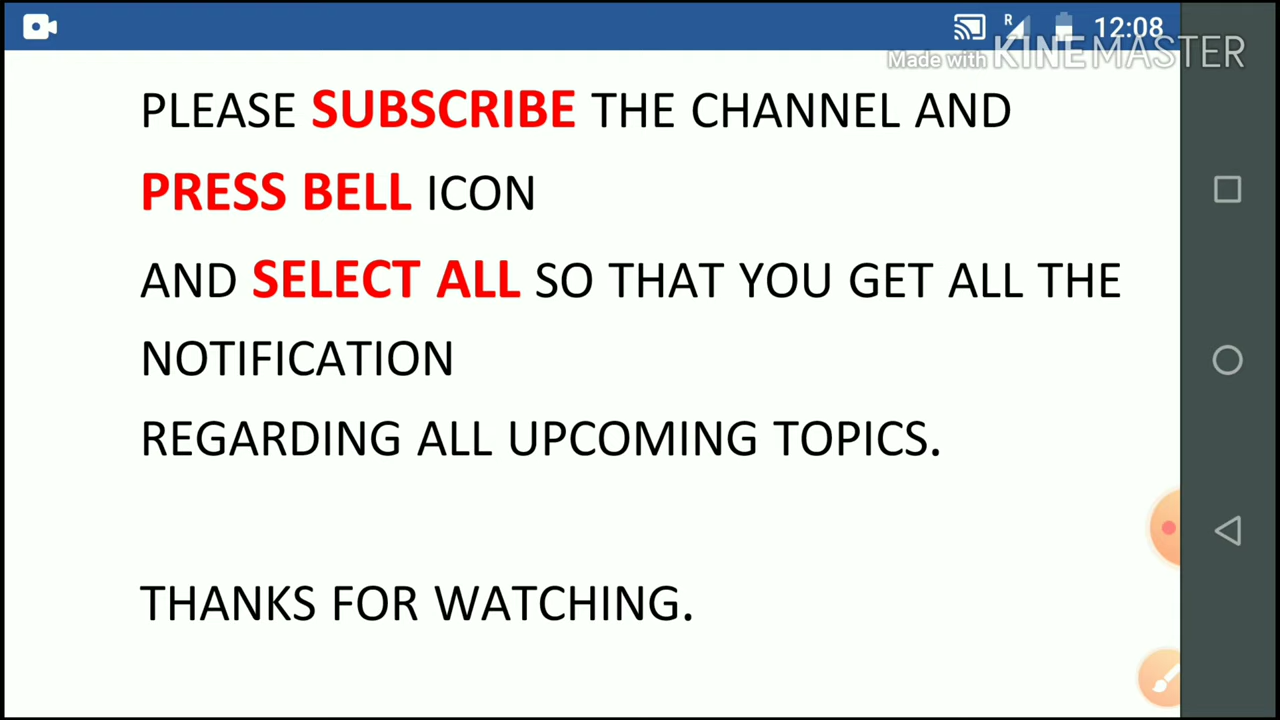 R 12:08
Made with KINEMASTER
PLEASE SUBSCRIBE THE CHANNEL AND
PRESS BELL ICON
AND SELECT ALL SO THAT YOU GET ALL THE
NOTIFICATION
REGARDING ALL UPCOMING TOPICS.
THANKS FOR WATCHING.